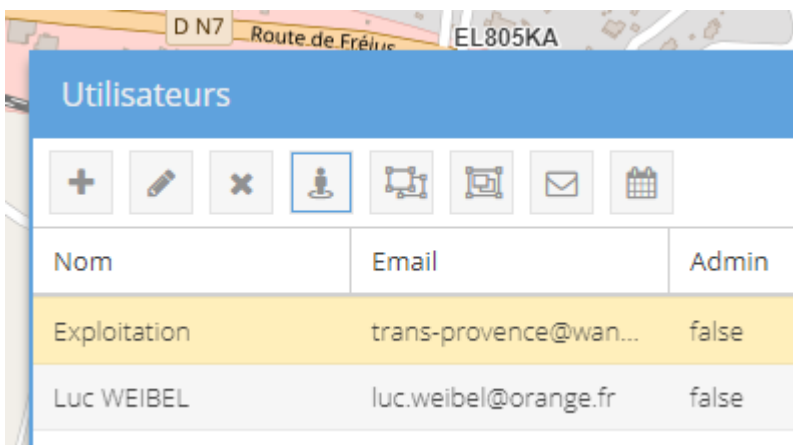 D N7
Route de Fréjus
EL805KA
Utilisateurs
Nom Email Admin
Exploitation trans-provence@wan... false
Luc WEIBEL luc.weibel@orange.fr false